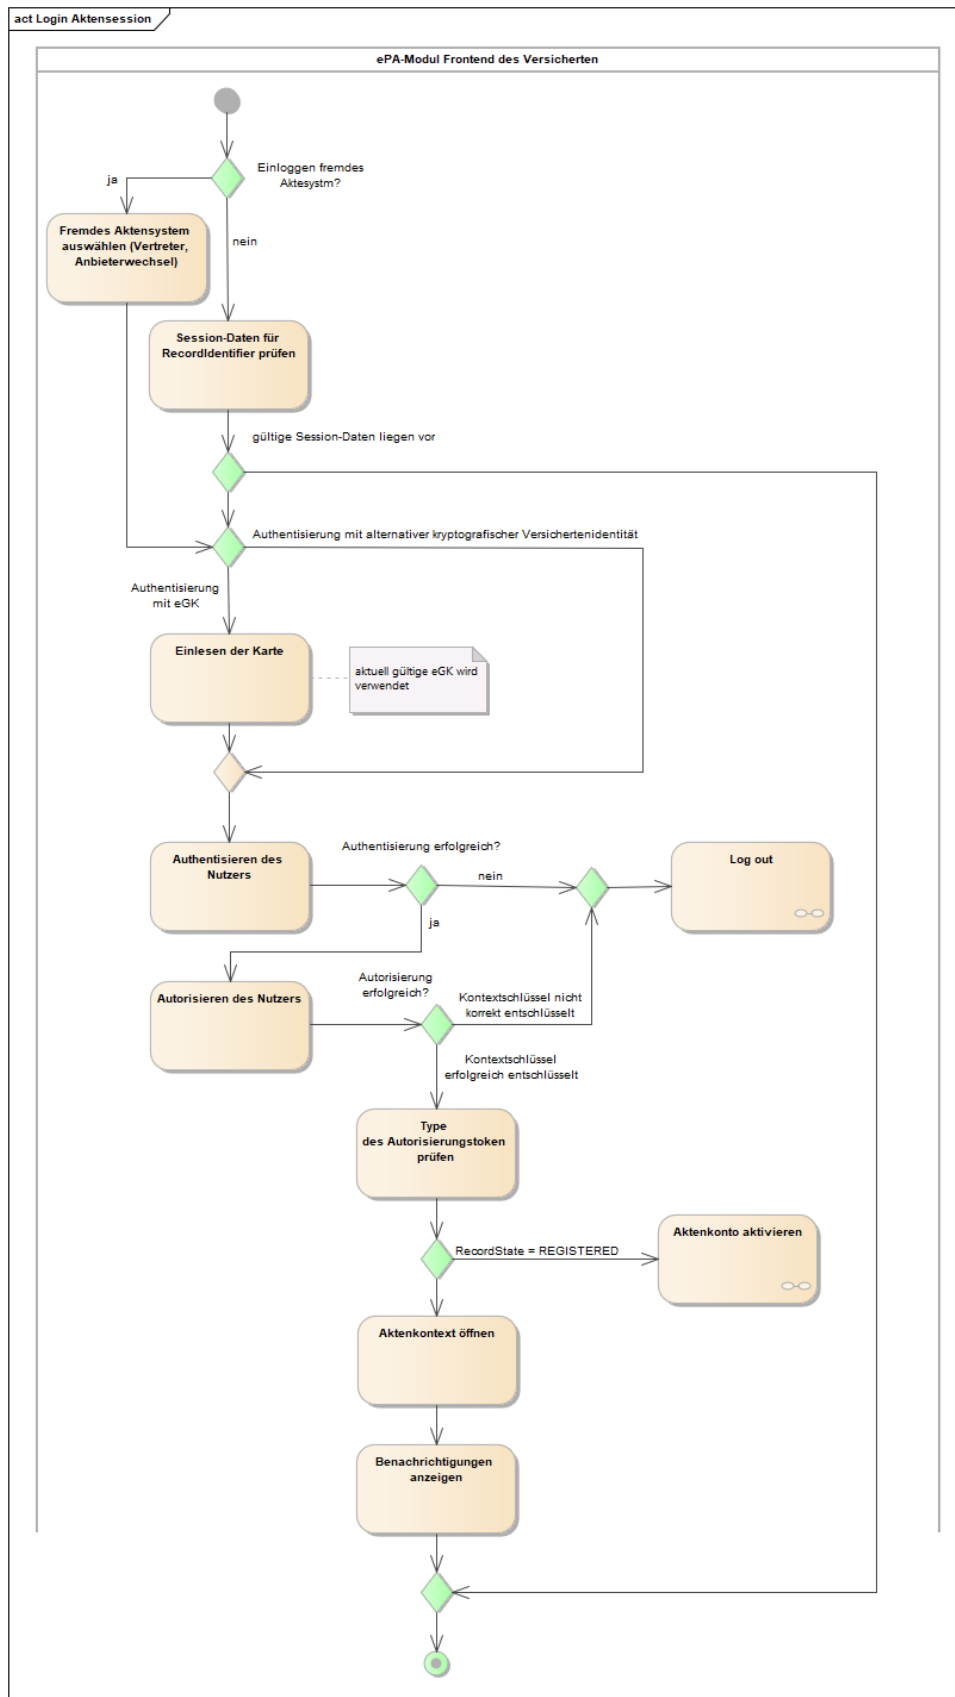 act Login Aktensession
ePA-Modul Frontend des Versicherten
Einloggen fremdes
Aktesystm?
ja
Fremdes Aktensystem
auswählen (Vertreter,
Anbieterwechsel)
nein
Session-Daten für
RecordIdentifier prüfen
gültige Session-Daten liegen vor
Authentisierung mit alternativer kryptografischer Versichertenidentität
Authentisierung
mit eGK
Einlesen der Karte
aktuell gültige eGK wird
verwendet
Authentisieren des
Nutzers
Authentisierung erfolgreich?
nein
Log out
ja
Autorisieren des Nutzers
Autorisierung
erfolgreich?
Kontextschlüssel nicht
korrekt entschlüsselt
Kontextschlüssel
erfolgreich entschlüsselt
Type
des Autorisierungstoken
prüfen
RecordState = REGISTERED
Aktenkonto aktivieren
Aktenkontext öffnen
Benachrichtigungen
anzeigen